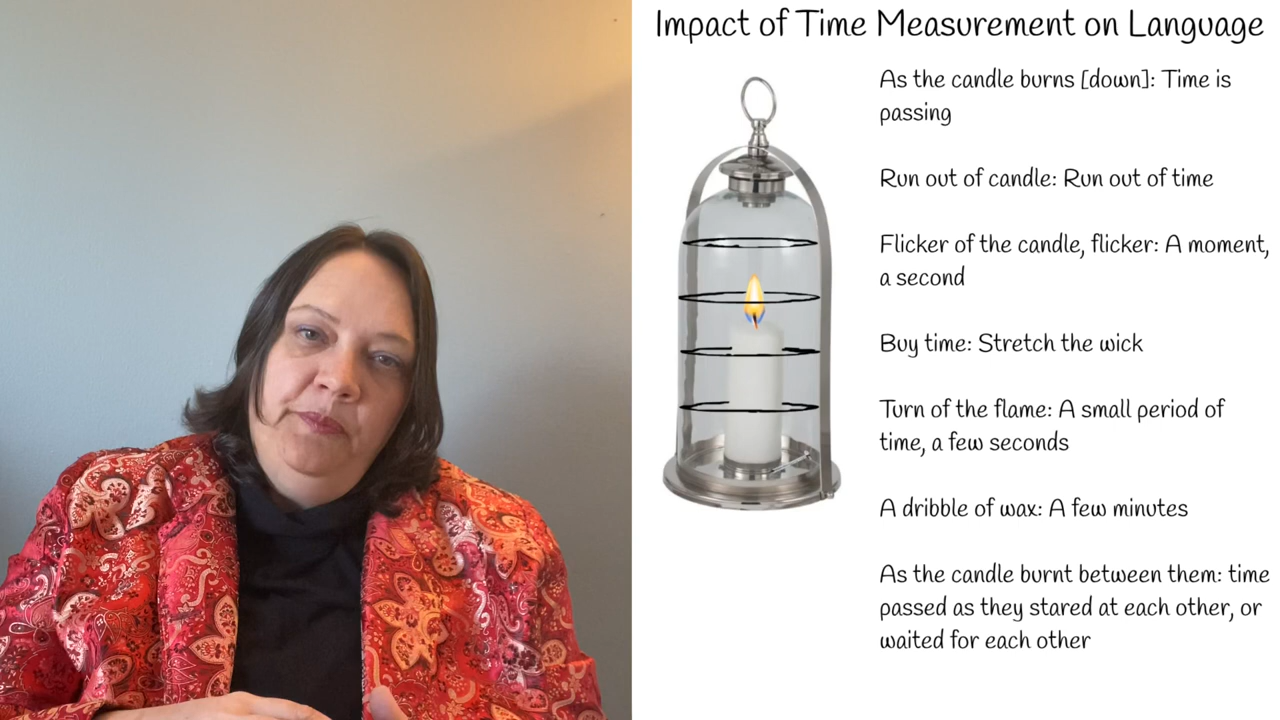 Impact of Time Measurement on Language
As the candle burns [down]: Time is
passing
Run out of candle: Run out of time
Flicker of the candle, flicker: A moment,
a second
Buy time: Stretch the wick
Turn of the flame: A small period of
time, a few seconds
A dribble of wax: A few minutes
As the candle burnt between them: time
passed as they stared at each other, or
waited for each other